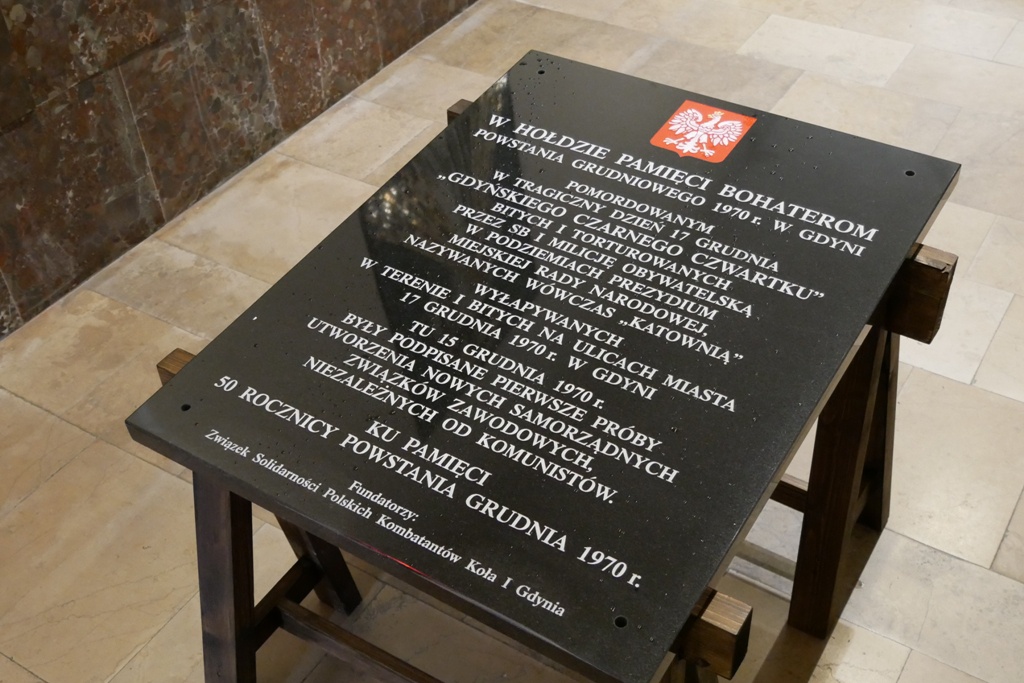 W HOŁDZIE PAMIĘCI BOHATEROM
POWSTANIA GRUDNIOWEGO 1970 r. W GDYNI
POMORDOWANYM
W TRAGICZNY DZIEŃ 17 GRUDNIA
„GDYŃSKIEGO CZARNEGO CZWARTKU”
BITYCH I TORTUROWANYCH
PRZEZ SB I MILICJĘ OBYWATELSKĄ
W PODZIEMIACH PREZYDIUM
MIEJSKIEJ RADY NARODOWEJ,
NAZYWANYCH WÓWCZAS „KATOWNIĄ”
WYŁAPYWANYCH
W TERENIE I BITYCH NA ULICACH MIASTA
17 GRUDNIA 1970 r. W GDYNI
TU 15 GRUDNIA 1970 r.
BYŁY PODPISANE PIERWSZE PRÓBY
UTWORZENIA NOWYCH SAMORZĄDNYCH
ZWIĄZKÓW ZAWODOWYCH,
NIEZALEŻNYCH OD KOMUNISTÓW.
KU PAMIĘCI
50 ROCZNICY POWSTANIA GRUDNIA 1970 r.
Fundatorzy:
Związek Solidarności Polskich Kombatantów Koła I Gdynia